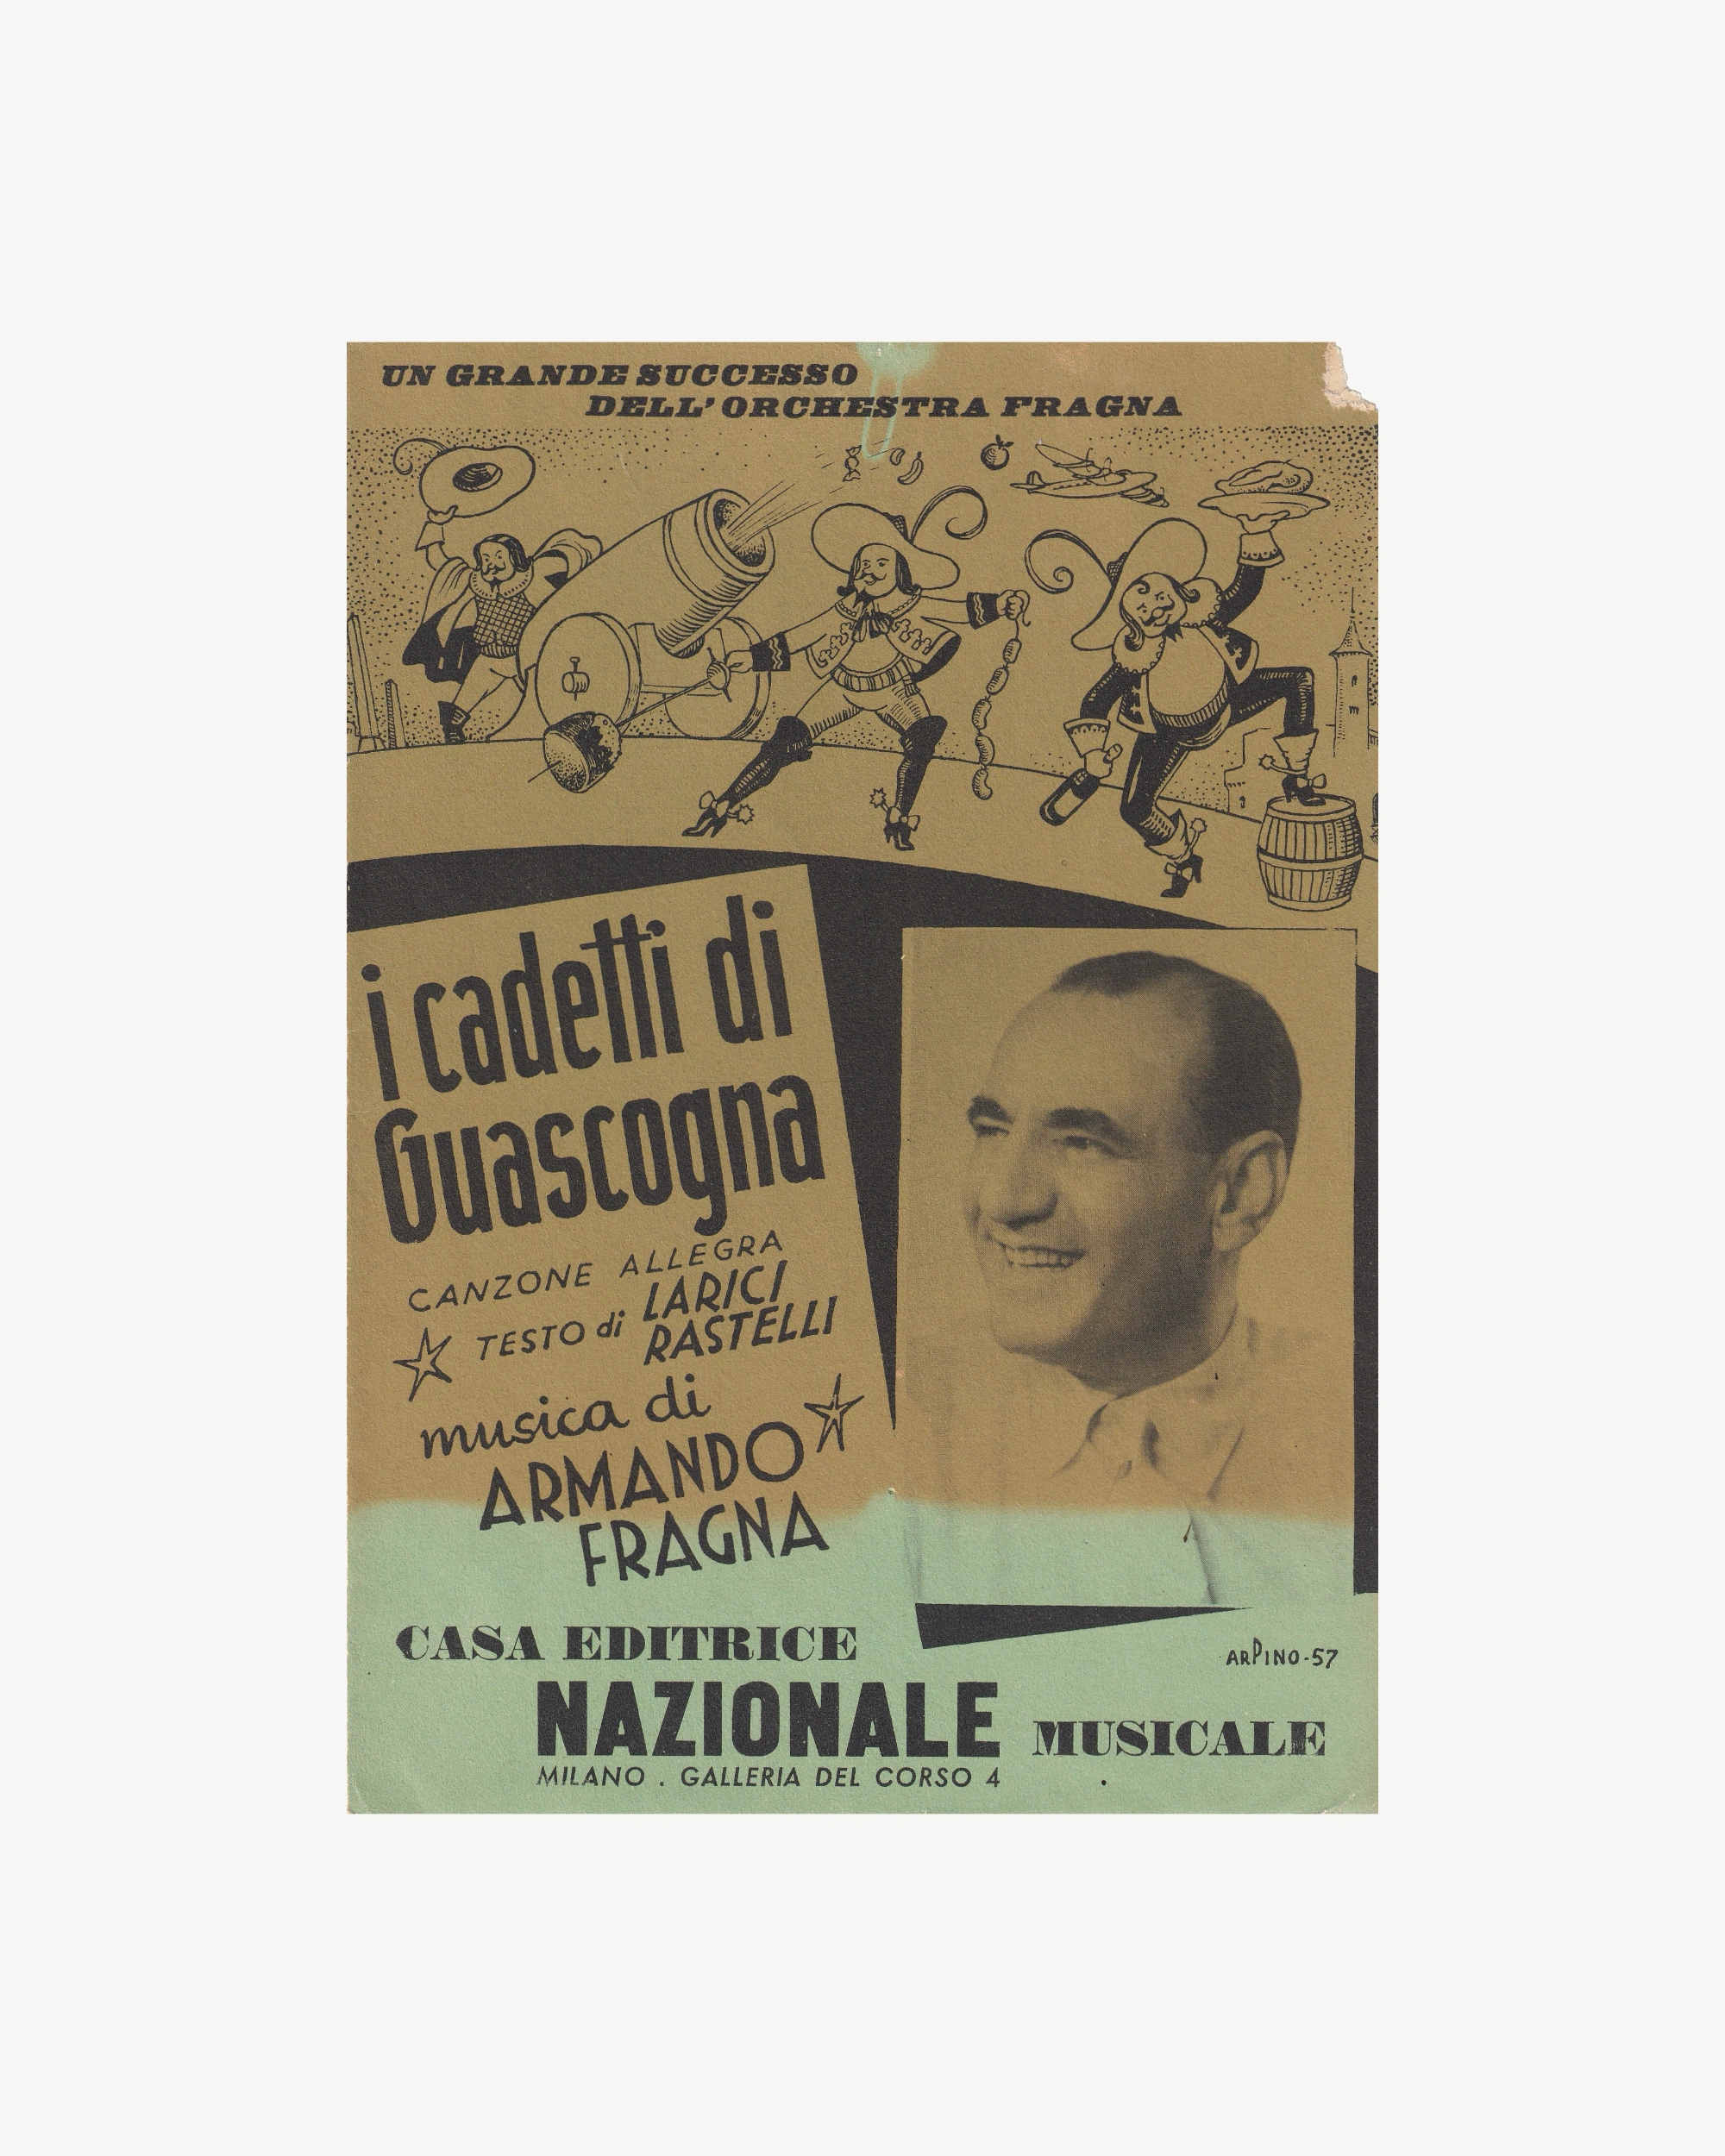 UN GRANDE SUCCESSO
DELL' ORCHESTRA FRAGNA
i cadetti di
Guascogna
CANZONE ALLEGRA
TESTO di LARICI
RASTELLI
musica di
ARMANDO
FRAGNA
CASA EDITRICE
NAZIONALE MUSICALE
MILANO . GALLERIA DEL CORSO 4
ARPINO-57